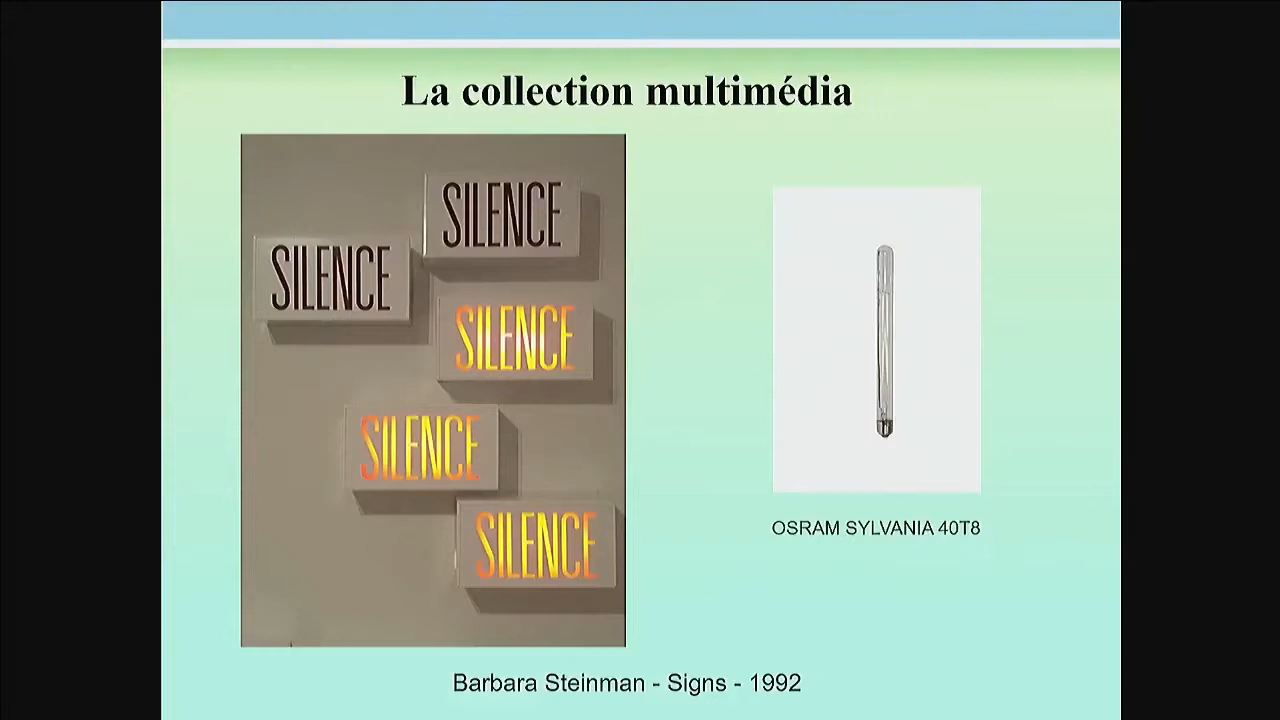 La collection multimédia
SILENCE
SILENCE
SILENCE
SILENCE
SILENCE
OSRAM SYLVANIA 40T8
Barbara Steinman - Signs - 1992